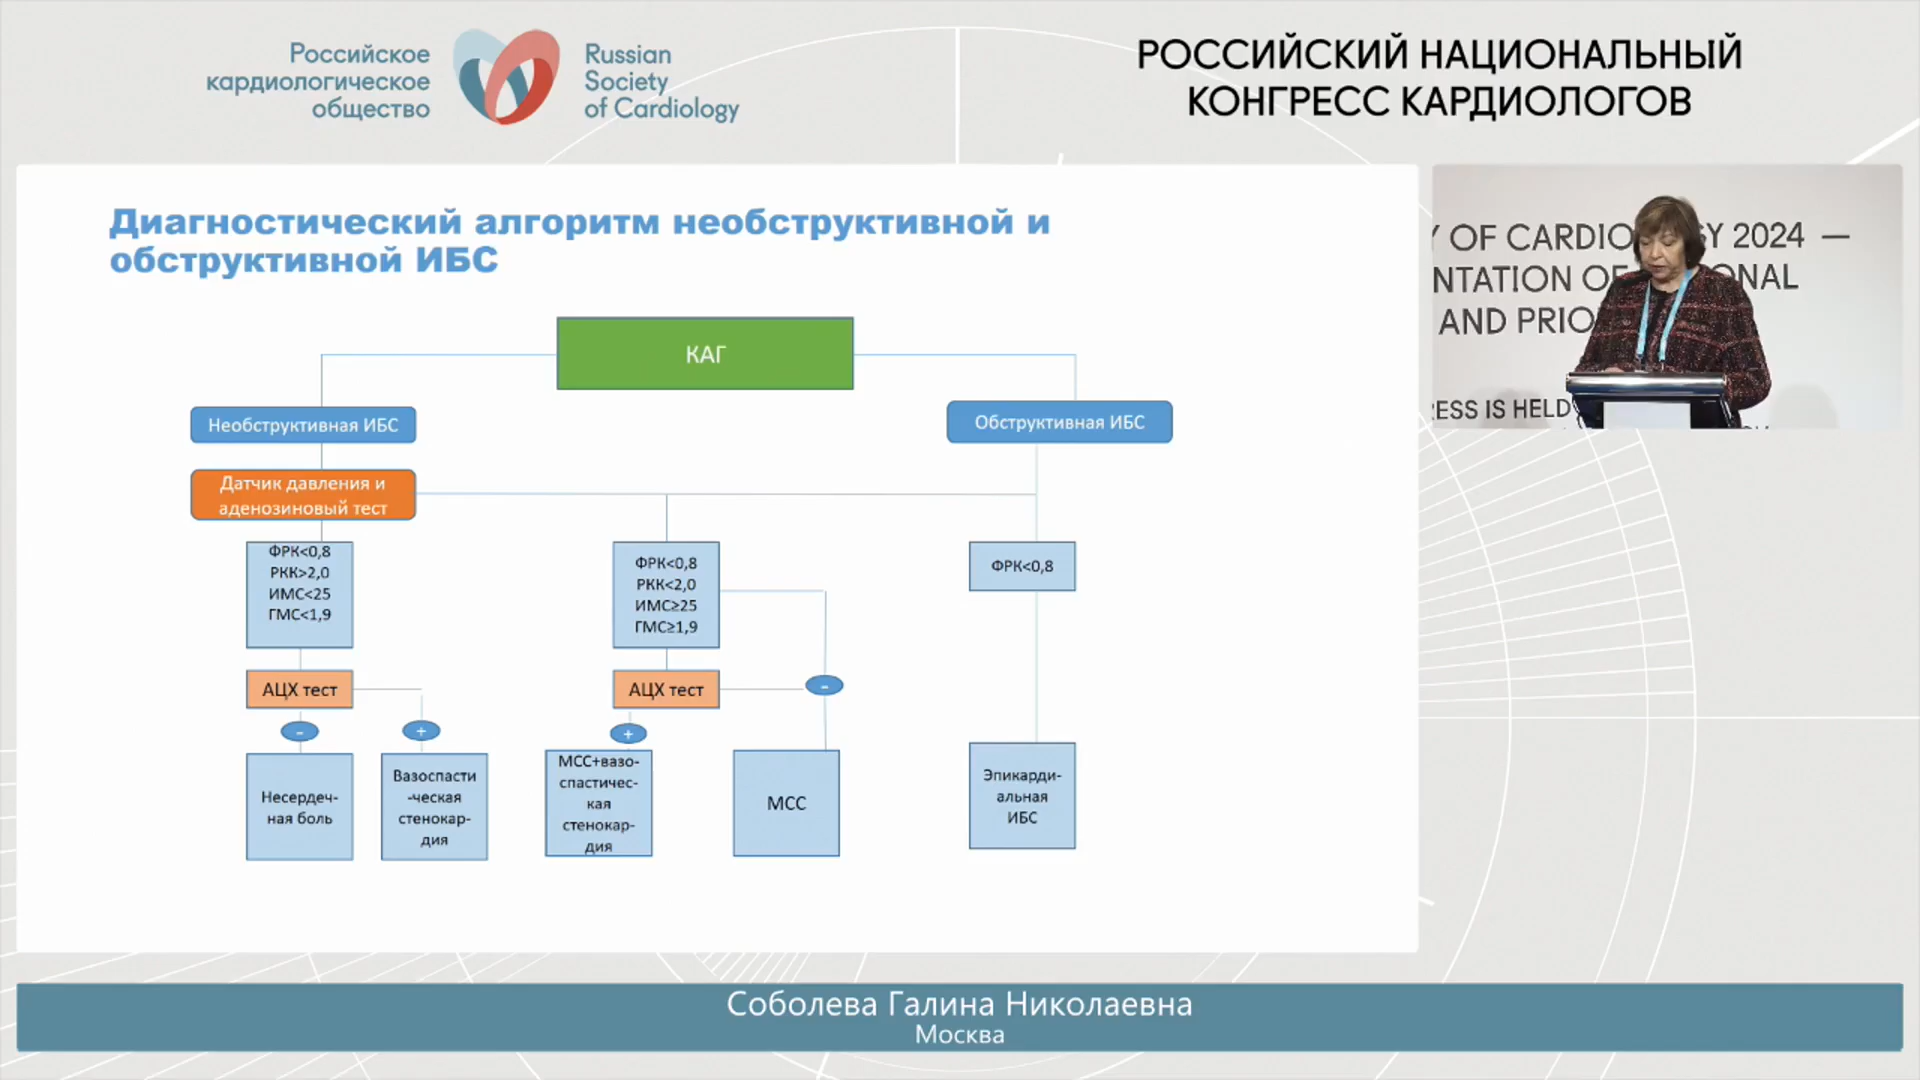 Российское
кардиологическое
общество
Russian
Society
of Cardiology
РОССИЙСКИЙ НАЦИОНАЛЬНЫЙ
КОНГРЕСС КАРДИОЛОГОВ
Диагностический алгоритм необструктивной и
обструктивной ИБС
КАГ
Необструктивная ИБС
Обструктивная ИБС
Датчик давления и
аденозиновый тест
ФРК<0,8
РКК>2,0
ИМС<25
ГМС<1,9
ФРК<0,8
РКК<2,0
ИМС≥25
ГМС≥1,9
ФРК<0,8
АЦХ тест
АЦХ тест
-
-
+
+
Несердеч-
ная боль
Вазоспасти
-ческая
стенокар-
дия
МСС+вазо-
спастичес-
кая
стенокар-
дия
МСС
Эпикарди-
альная
ИБС
Y OF CARDIO SY 2024 —
NTATION OF ONAL
AND PRIO
RESS IS HELD
Соболева Галина Николаевна
Москва